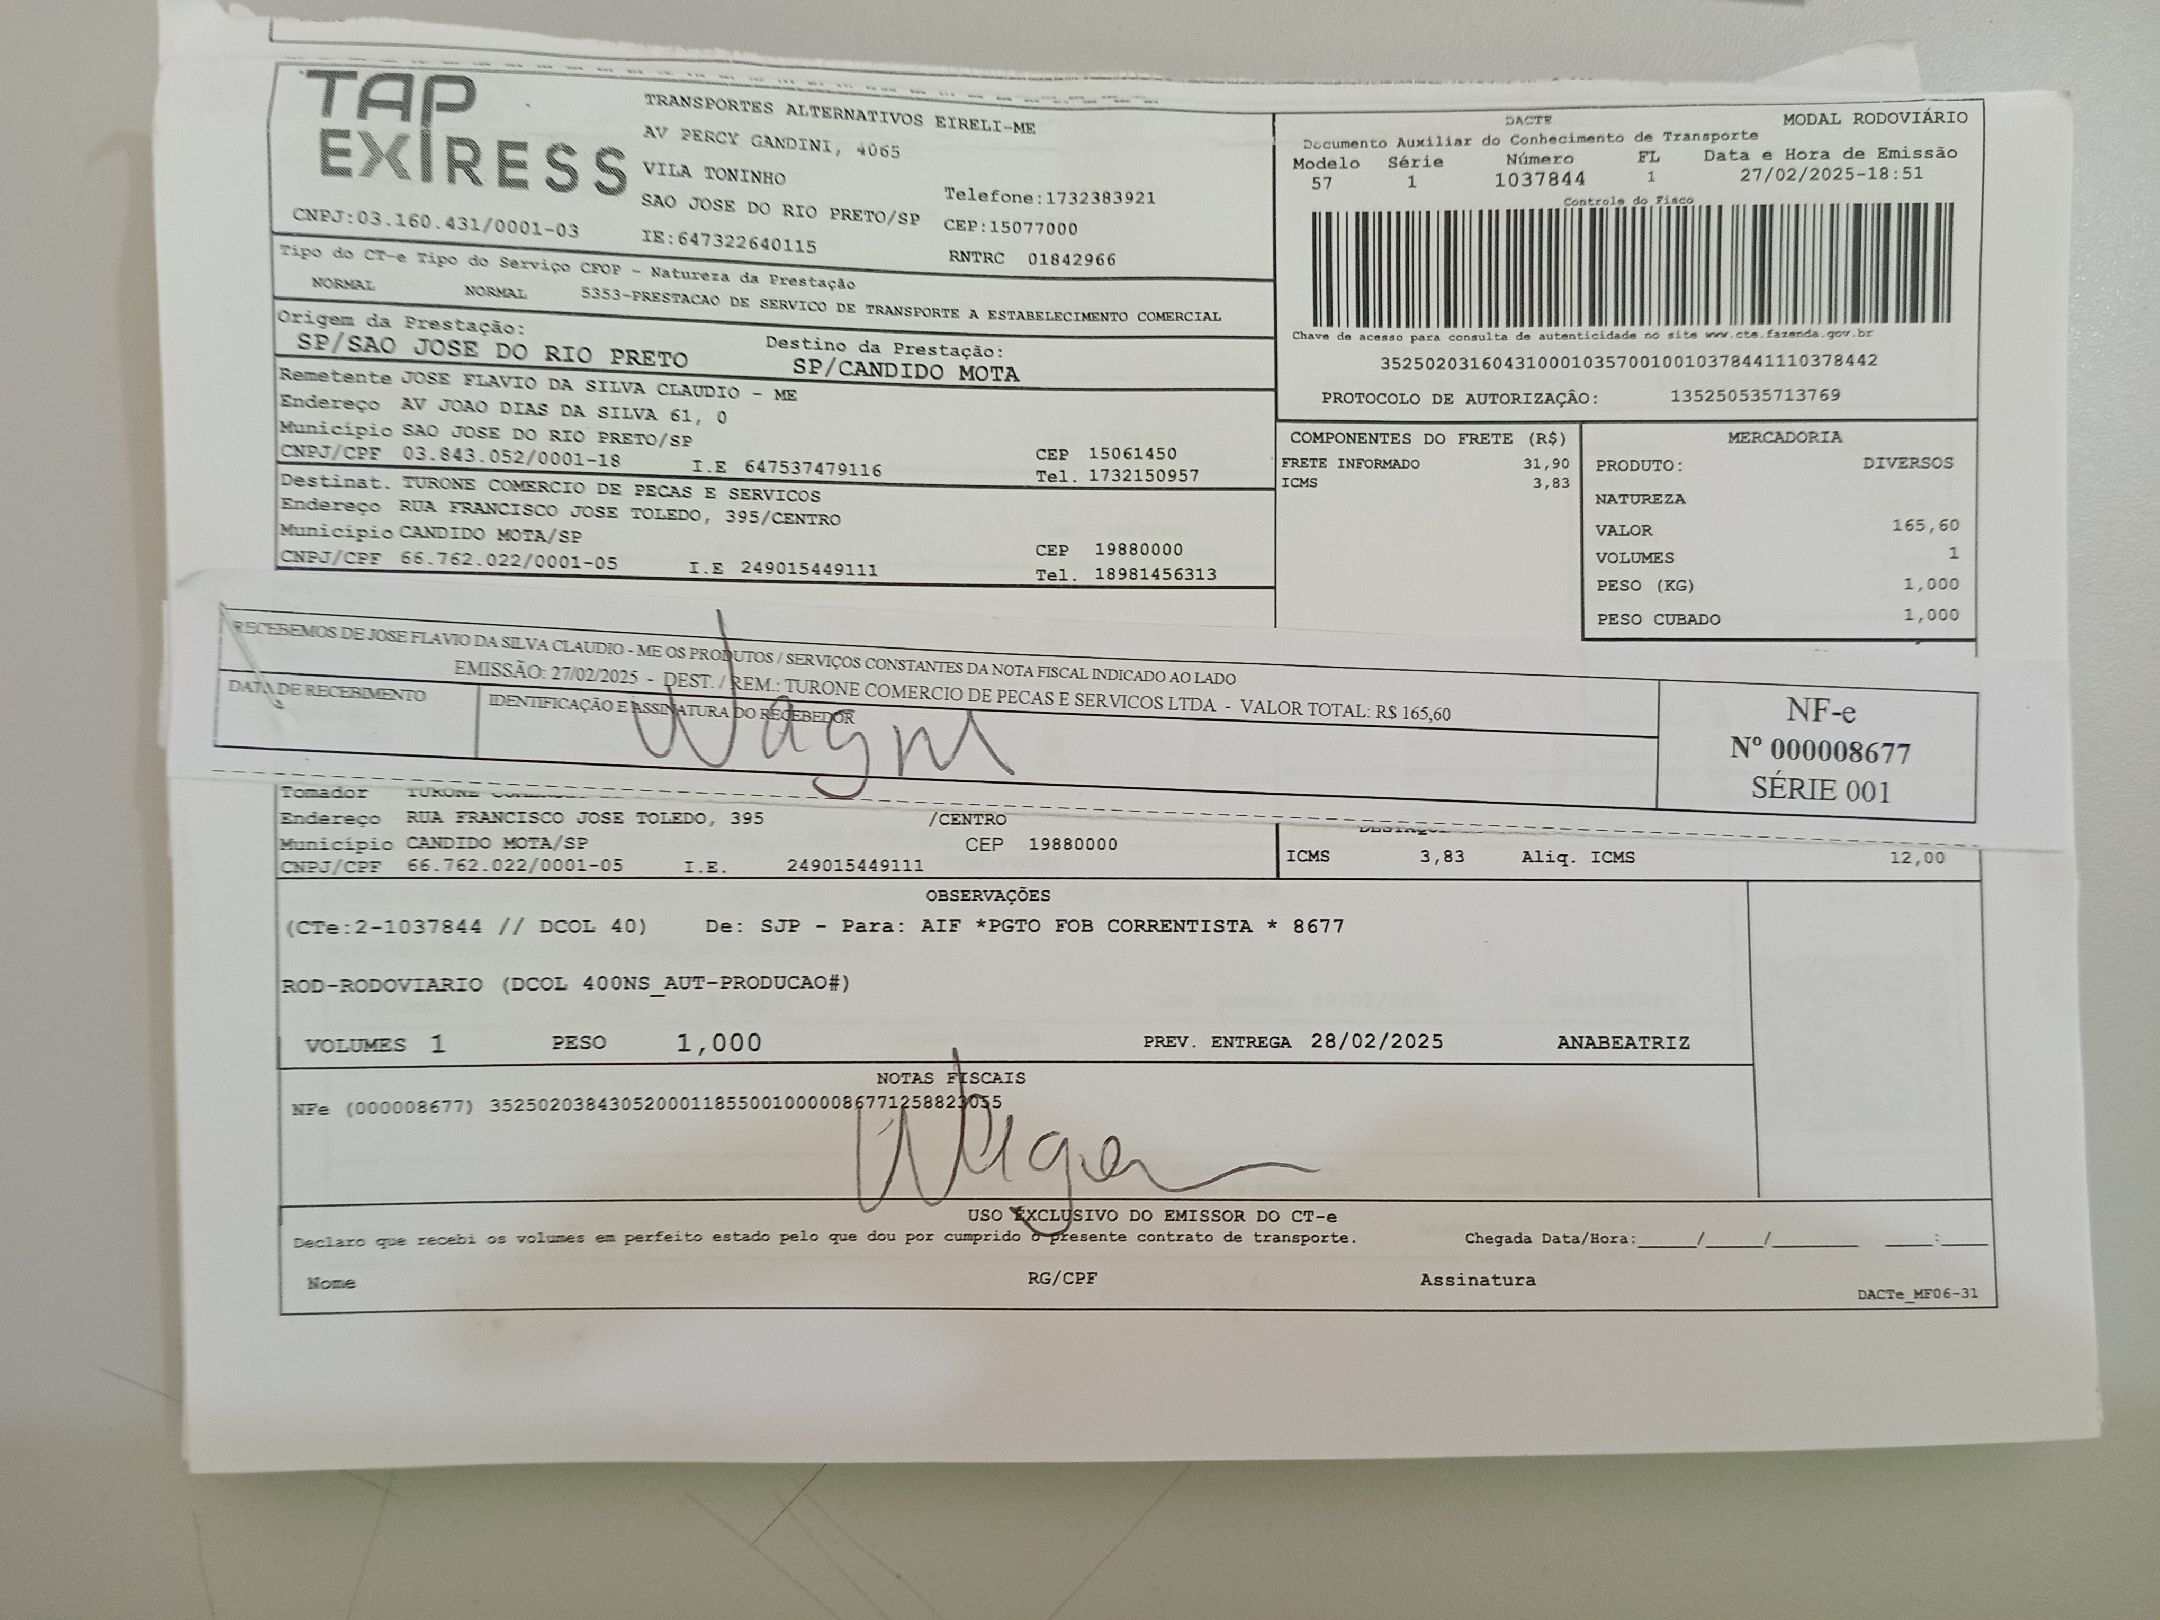 TAP
EXPRESS
TRANSPORTES ALTERNATIVOS EIRELI-ME
AV PERCY GANDINI, 4065
VILA TONINHO
SAO JOSE DO RIO PRETO/SP
Telefone:1732383921
CEP:15077000
CNPJ:03.160.431/0001-03
IE:647322640115
RNTRC 01842966
DACTE
MODAL RODOVIÁRIO
Documento Auxiliar do Conhecimento de Transporte
Modelo Série Número FL Data e Hora de Emissão
57 1 1037844 1 27/02/2025-18:51
Controle do Fisco
Chave de acesso para consulta de autenticidade no site www.cte.fazenda.gov.br
35250203160431000103570010010378441110378442
PROTOCOLO DE AUTORIZAÇÃO: 135250535713769
Tipo do CT-e Tipo do Serviço CFOP - Natureza da Prestação
NORMAL NORMAL 5353-PRESTACAO DE SERVICO DE TRANSPORTE A ESTABELECIMENTO COMERCIAL
Origem da Prestação: Destino da Prestação:
SP/SAO JOSE DO RIO PRETO SP/CANDIDO MOTA
Remetente JOSE FLAVIO DA SILVA CLAUDIO - ME
Endereço AV JOAO DIAS DA SILVA 61, 0
Município SAO JOSE DO RIO PRETO/SP CEP 15061450
CNPJ/CPF 03.843.052/0001-18 I.E 647537479116 Tel. 1732150957
Destinat. TURONE COMERCIO DE PECAS E SERVICOS
Endereço RUA FRANCISCO JOSE TOLEDO, 395/CENTRO
Município CANDIDO MOTA/SP CEP 19880000
CNPJ/CPF 66.762.022/0001-05 I.E 249015449111 Tel. 18981456313
COMPONENTES DO FRETE (R$)
FRETE INFORMADO 31,90
ICMS 3,83
MERCADORIA
PRODUTO: DIVERSOS
NATUREZA
VALOR 165,60
VOLUMES 1
PESO (KG) 1,000
PESO CUBADO 1,000
RECEBEMOS DE JOSE FLAVIO DA SILVA CLAUDIO - ME OS PRODUTOS / SERVIÇOS CONSTANTES DA NOTA FISCAL INDICADO AO LADO
EMISSÃO: 27/02/2025 - DEST. / REM.: TURONE COMERCIO DE PECAS E SERVICOS LTDA - VALOR TOTAL: R$ 165,60
DATA DE RECEBIMENTO
IDENTIFICAÇÃO E ASSINATURA DO RECEBEDOR
NF-e
Nº 000008677
SÉRIE 001
Tomador TURONE
Endereço RUA FRANCISCO JOSE TOLEDO, 395 /CENTRO
Município CANDIDO MOTA/SP CEP 19880000
CNPJ/CPF 66.762.022/0001-05 I.E. 249015449111
ICMS 3,83 Aliq. ICMS 12,00
OBSERVAÇÕES
(CTe:2-1037844 // DCOL 40) De: SJP - Para: AIF *PGTO FOB CORRENTISTA * 8677
ROD-RODOVIARIO (DCOL 400NS_AUT-PRODUCAO#)
VOLUMES 1 PESO 1,000 PREV. ENTREGA 28/02/2025 ANABEATRIZ
NOTAS FISCAIS
NFe (000008677) 35250203843052000118550010000086771258823055
USO EXCLUSIVO DO EMISSOR DO CT-e
Declaro que recebi os volumes em perfeito estado pelo que dou por cumprido o presente contrato de transporte. Chegada Data/Hora:_____/_____/________ ____:____
Nome RG/CPF Assinatura
DACTe_MF06-31